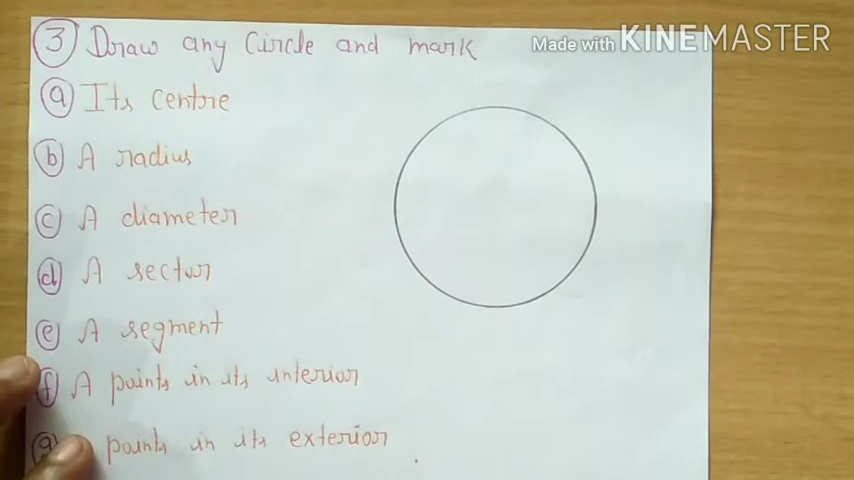 3 Draw any Circle and mark
Made with KINEMASTER
a Its centre
b A radius
c A diameter
d A sector
e A segment
f A points in its interior
g points in its exterior